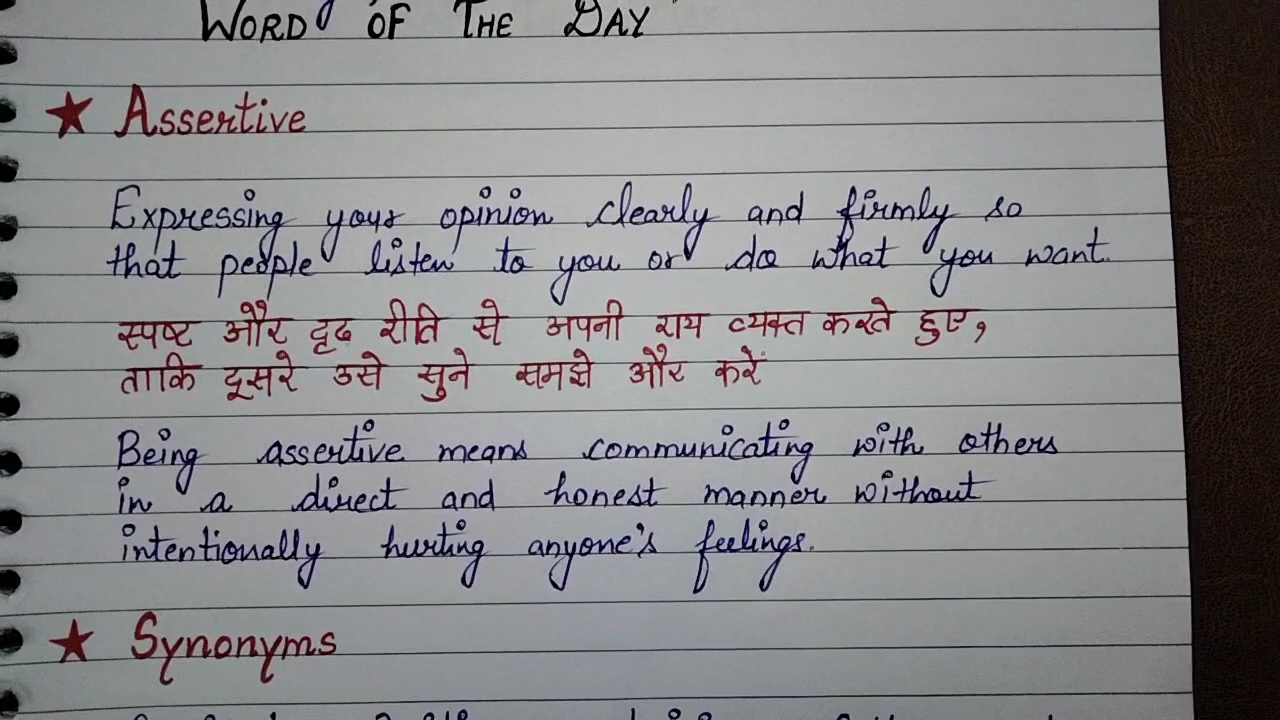 WORD OF THE DAY
★ Assertive
Expressing your opinion clearly and firmly so
that people listen to you or do what you want.
स्पष्ट और दृढ रीति से अपनी राय व्यक्त करते हुए,
ताकि दूसरे उसे सुने समझे और करें
Being assertive means communicating with others
in a direct and honest manner without
intentionally hurting anyone's feelings.
★ Synonyms